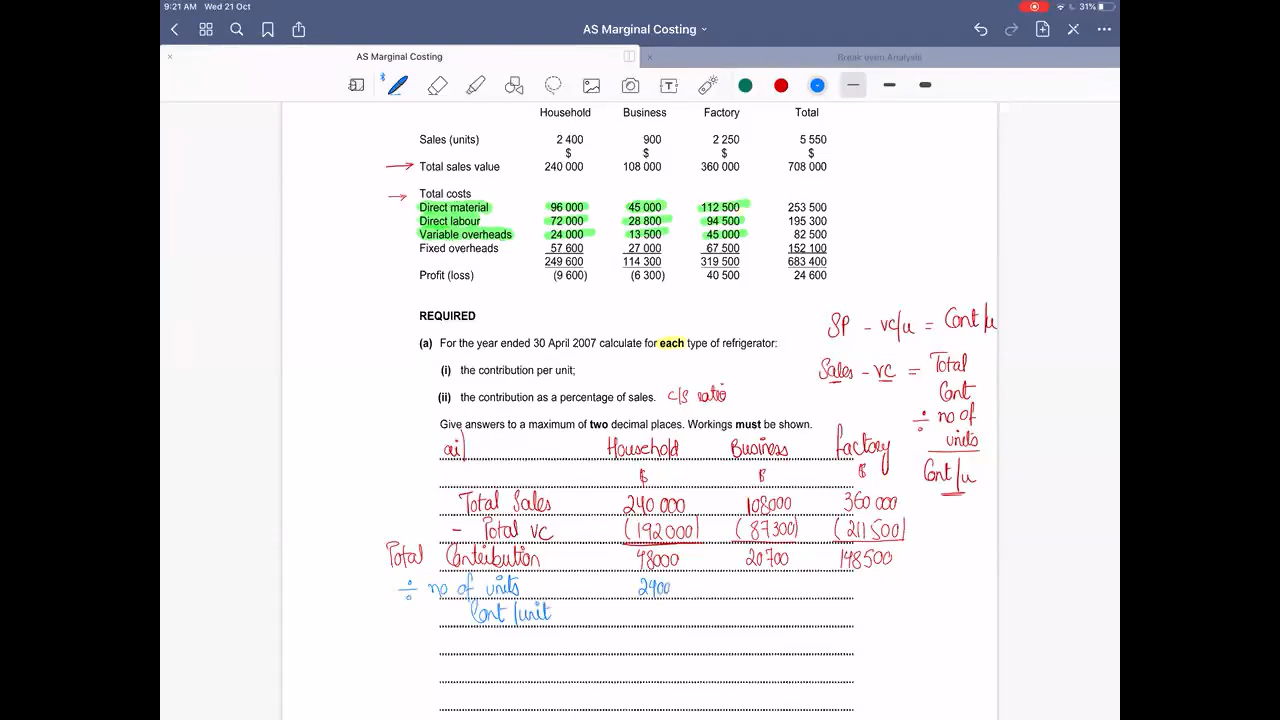 9:21 AM Wed 21 Oct
31%
AS Marginal Costing
AS Marginal Costing
Break even Analysis
Household Business Factory Total
Sales (units) 2 400 900 2 250 5 550
$ $ $ $
Total sales value 240 000 108 000 360 000 708 000
Total costs
Direct material 96 000 45 000 112 500 253 500
Direct labour 72 000 28 800 94 500 195 300
Variable overheads 24 000 13 500 45 000 82 500
Fixed overheads 57 600 27 000 67 500 152 100
249 600 114 300 319 500 683 400
Profit (loss) (9 600) (6 300) 40 500 24 600
REQUIRED
(a) For the year ended 30 April 2007 calculate for each type of refrigerator:
(i) the contribution per unit;
(ii) the contribution as a percentage of sales. C/S ratio
Give answers to a maximum of two decimal places. Workings must be shown.
SP - vc/u = Cont/u
Sales - vc = Total
Cont
÷ no of
units
Cont/u
ai) Household Business Factory
$ $ $
Total Sales 240 000 108000 360 000
- Total vc (192 000) (87300) (211 500)
Total Contribution 48000 20700 148500
÷ no of units 2400
Cont/unit